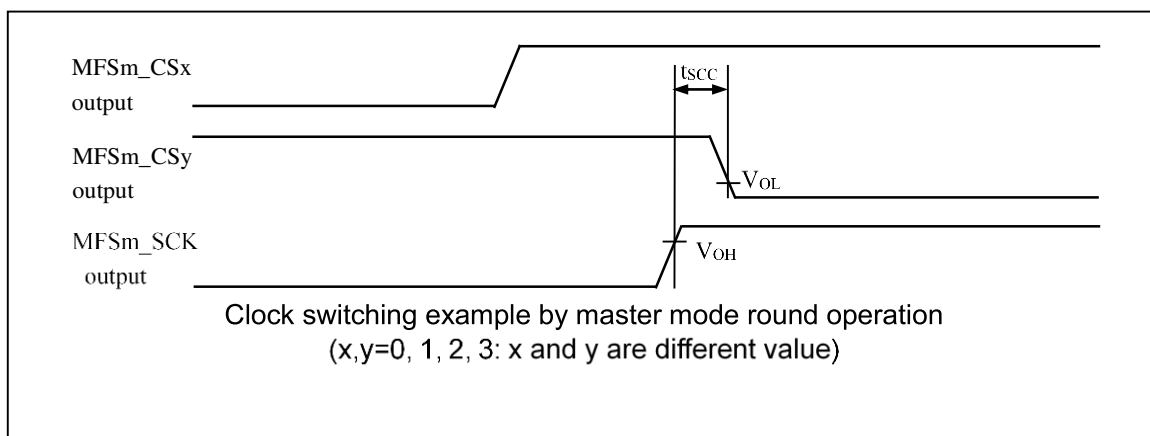 MFSm_CSx
output
tSCC
MFSm_CSy
output
VOL
MFSm_SCK
output
VOH
Clock switching example by master mode round operation
(x,y=0, 1, 2, 3: x and y are different value)